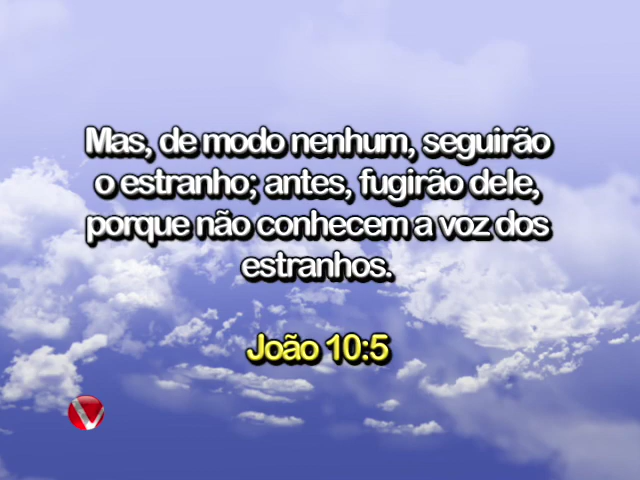 Mas, de modo nenhum, seguirão
o estranho; antes, fugirão dele,
porque não conhecem a voz dos
estranhos.
João 10:5
V